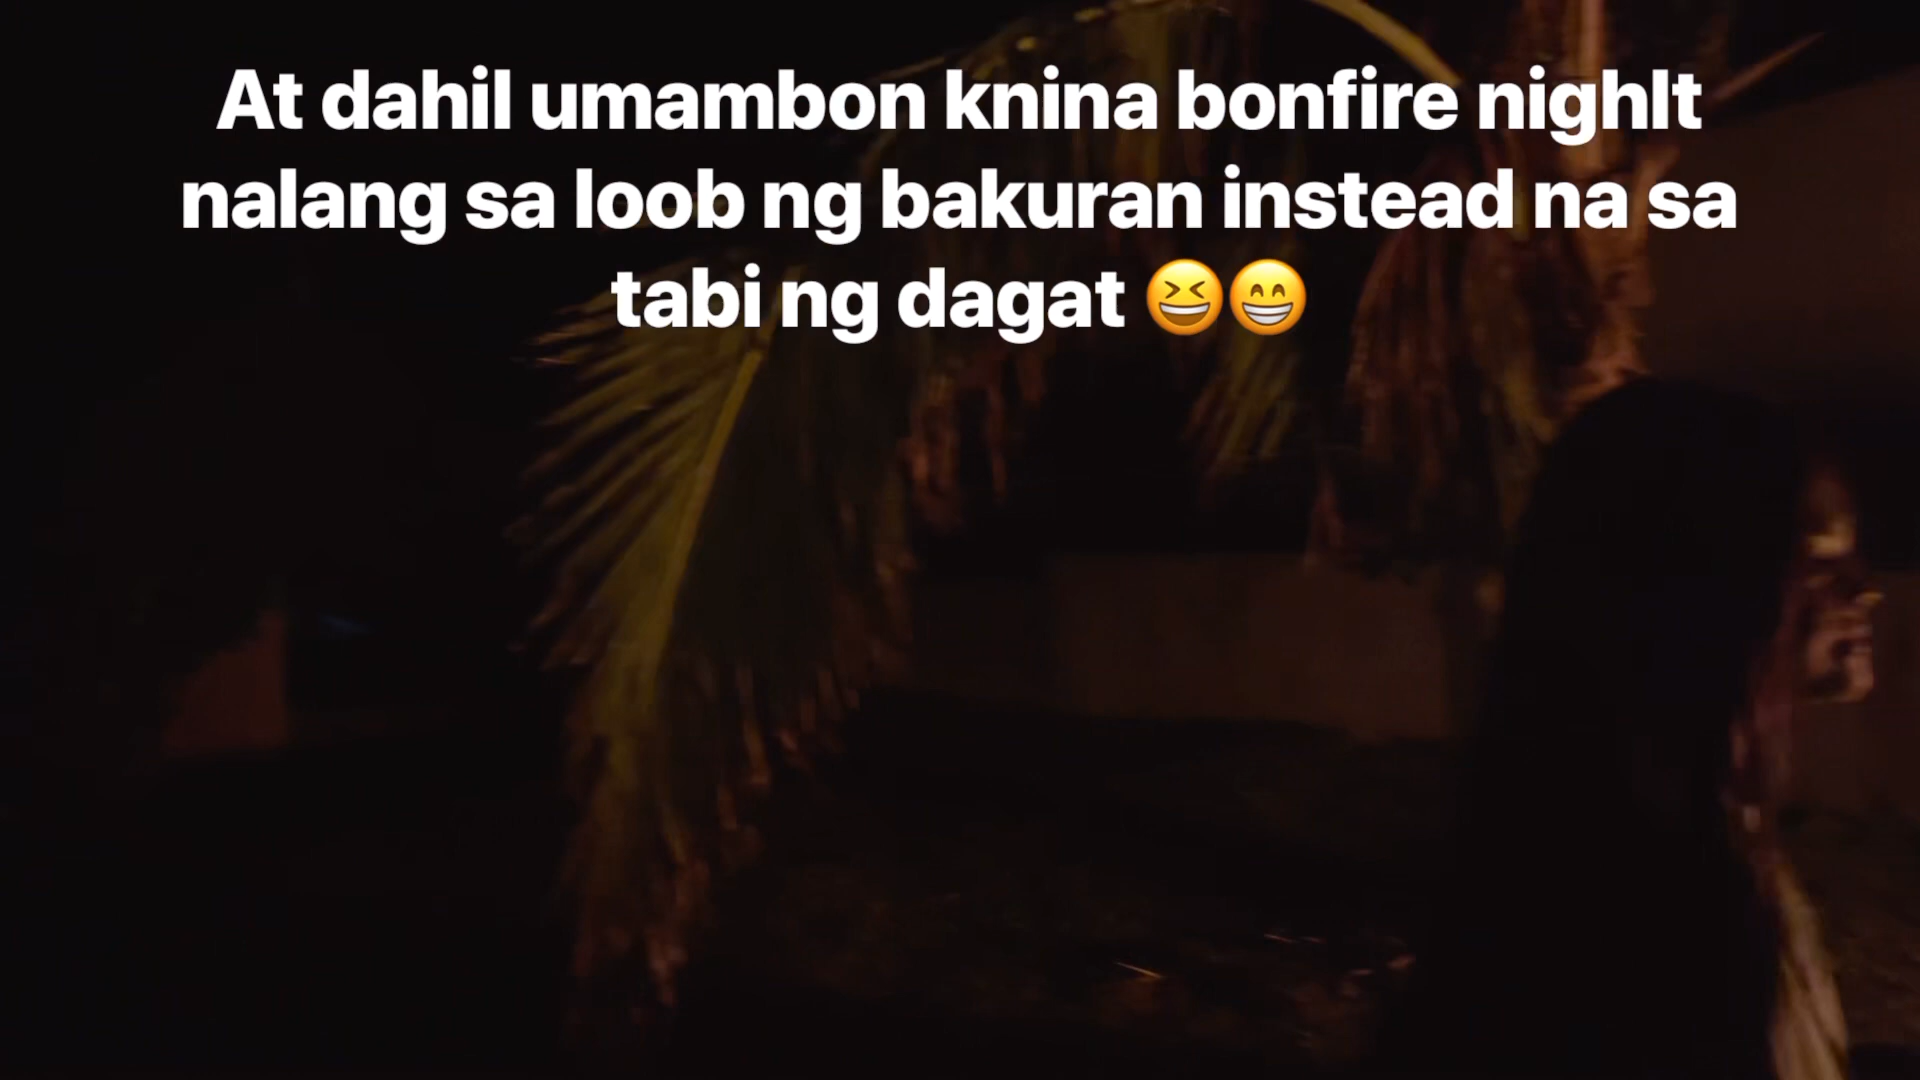 At dahil umambon knina bonfire nighlt
nalang sa loob ng bakuran instead na sa
tabi ng dagat 😆😁